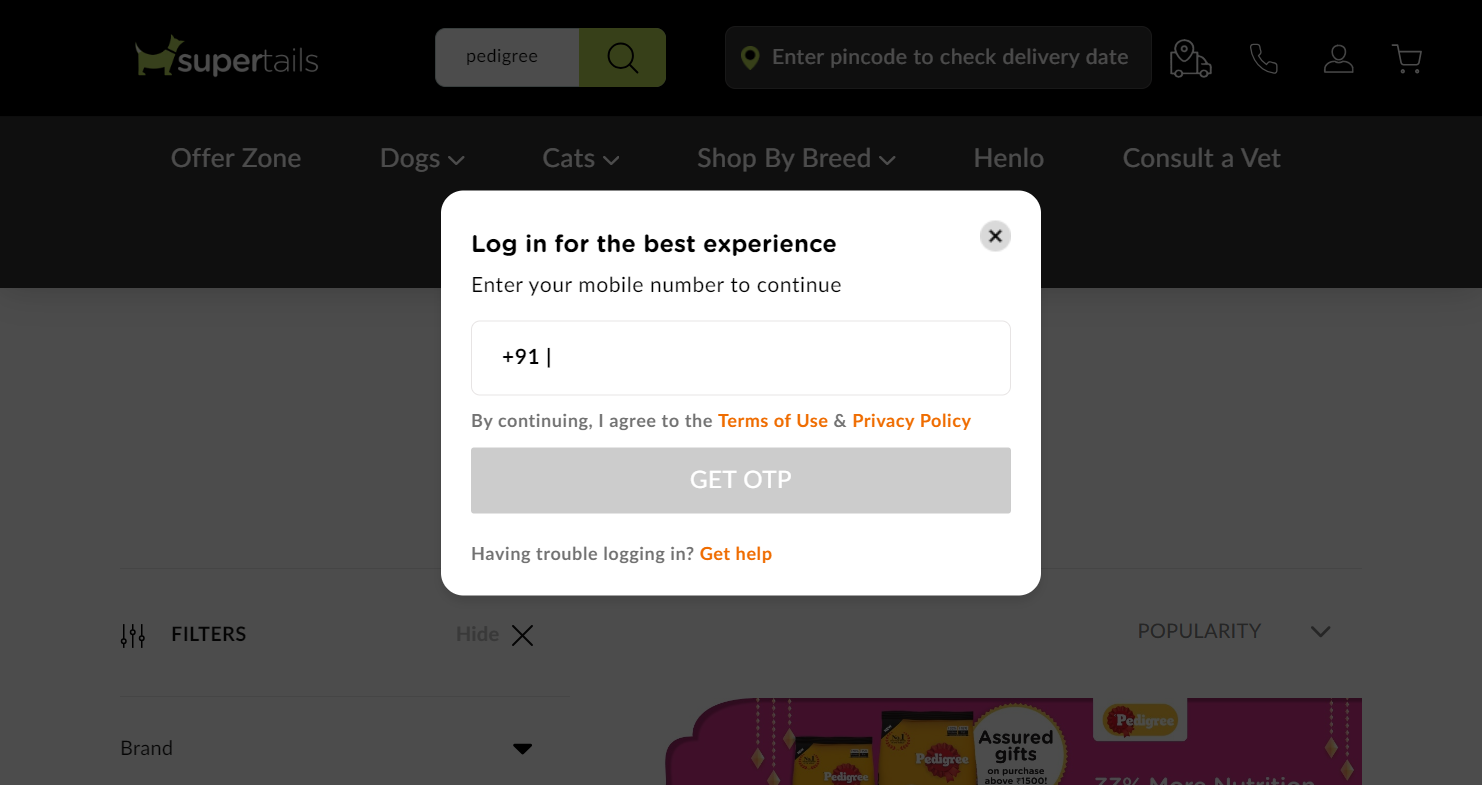 supertails
pedigree
Enter pincode to check delivery date
Offer Zone
Dogs
Cats
Shop By Breed
Henlo
Consult a Vet
Log in for the best experience
Enter your mobile number to continue
+91 |
By continuing, I agree to the Terms of Use & Privacy Policy
GET OTP
Having trouble logging in? Get help
FILTERS
Hide
POPULARITY
Brand
Pedigree
Assured
gifts
on purchase
above ₹1500!
Pedigree
Pedigree
33% More Nutrition